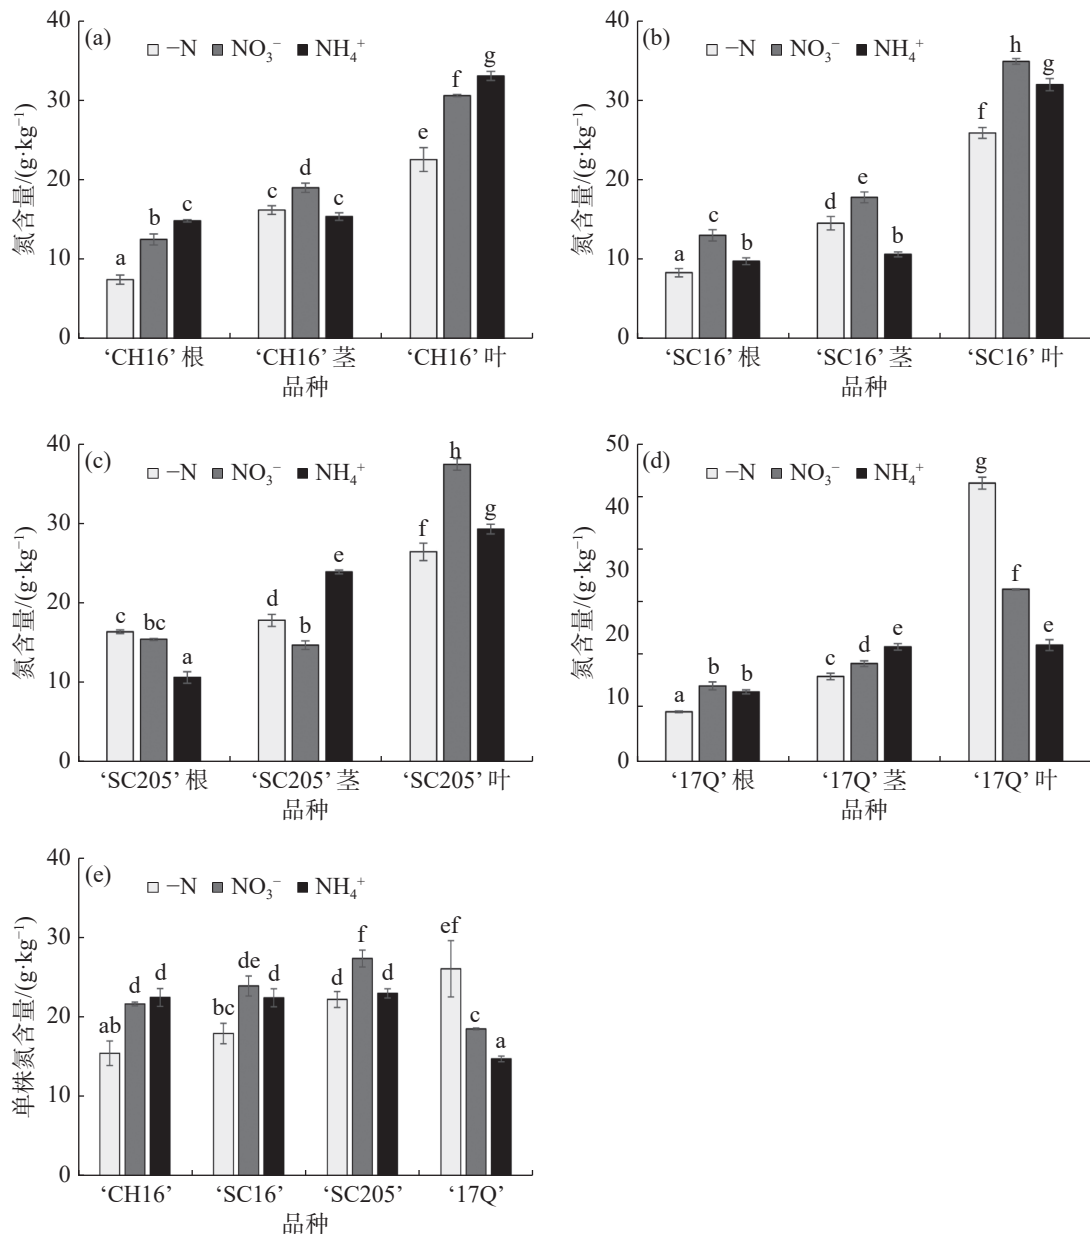 (a)
−N NO₃⁻ NH₄⁺
氮含量/(g·kg⁻¹)
40
30
20
10
0
a b c c d c e f g
‘CH16’ 根 ‘CH16’ 茎 ‘CH16’ 叶
品种
(b)
−N NO₃⁻ NH₄⁺
氮含量/(g·kg⁻¹)
40
30
20
10
0
a c b d e b f h g
‘SC16’ 根 ‘SC16’ 茎 ‘SC16’ 叶
品种
(c)
−N NO₃⁻ NH₄⁺
氮含量/(g·kg⁻¹)
40
30
20
10
0
c bc a d b e f h g
‘SC205’ 根 ‘SC205’ 茎 ‘SC205’ 叶
品种
(d)
−N NO₃⁻ NH₄⁺
氮含量/(g·kg⁻¹)
50
40
30
20
10
0
a b b c d e g f e
‘17Q’ 根 ‘17Q’ 茎 ‘17Q’ 叶
品种
(e)
−N NO₃⁻ NH₄⁺
单株氮含量/(g·kg⁻¹)
40
30
20
10
0
ab d d bc de d d f d ef c a
‘CH16’ ‘SC16’ ‘SC205’ ‘17Q’
品种